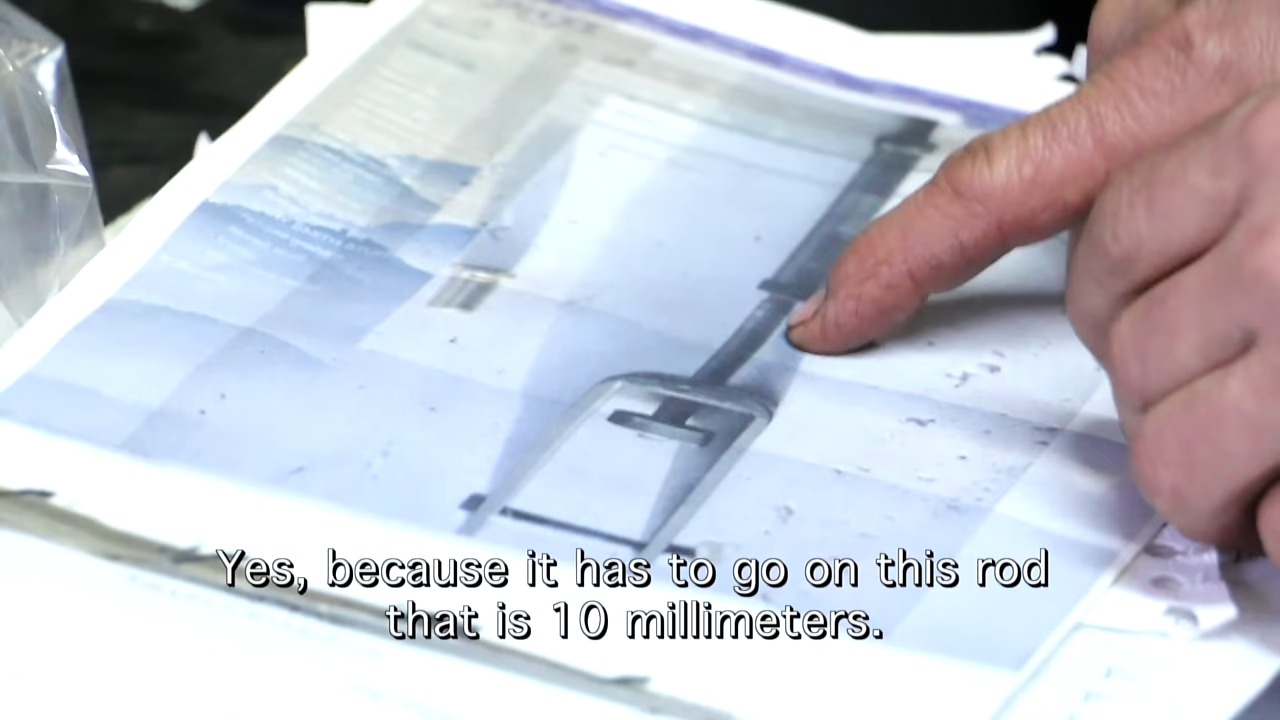 Yes, because it has to go on this rod
that is 10 millimeters.